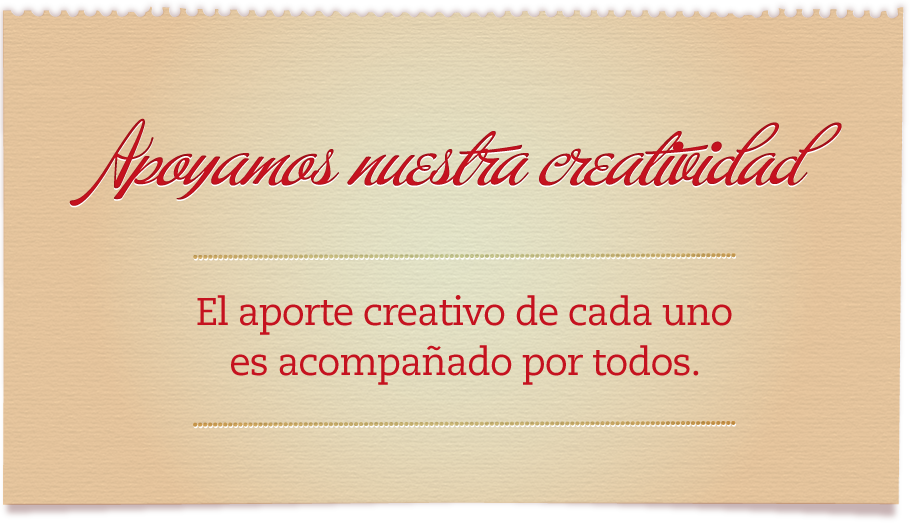 Apoyamos nuestra creatividad
El aporte creativo de cada uno
es acompañado por todos.